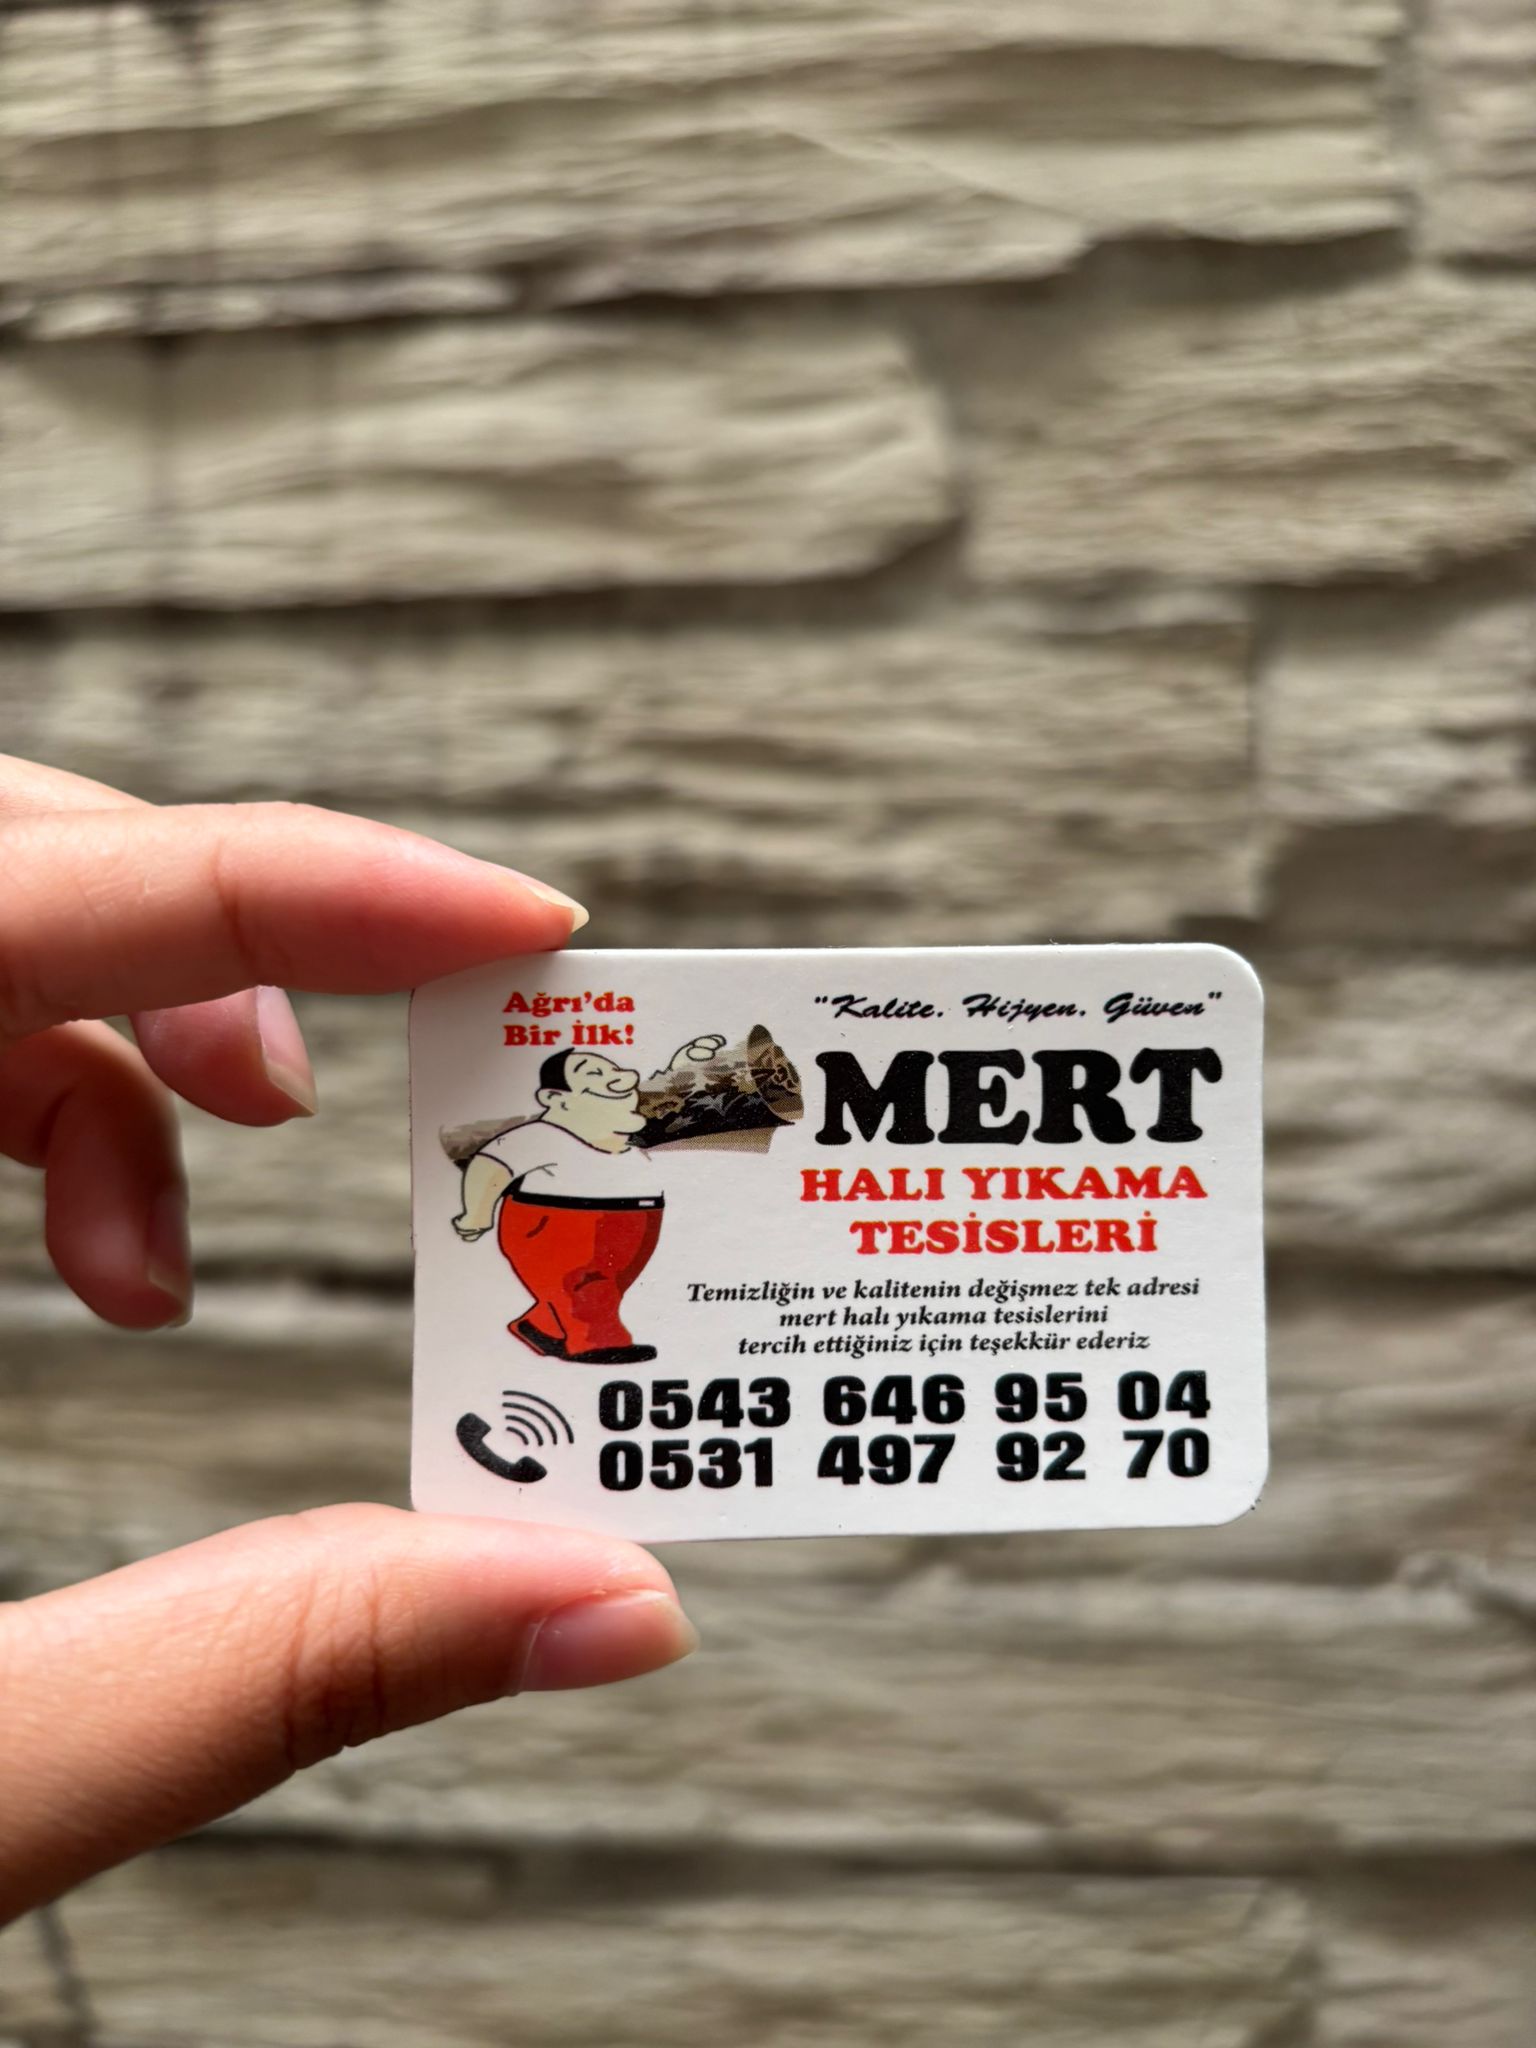 Ağrı'da
Bir İlk!
"Kalite. Hijyen. Güven"
MERT
HALI YIKAMA
TESİSLERİ
Temizliğin ve kalitenin değişmez tek adresi
mert halı yıkama tesislerini
tercih ettiğiniz için teşekkür ederiz
0543 646 95 04
0531 497 92 70